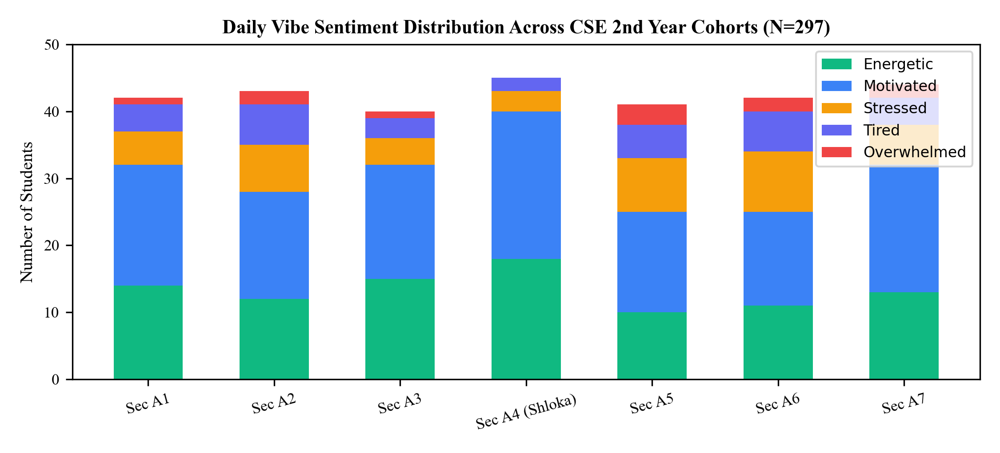 Daily Vibe Sentiment Distribution Across CSE 2nd Year Cohorts (N=297)
Number of Students
50
40
30
20
10
0
Energetic
Motivated
Stressed
Tired
Overwhelmed
Sec A1
Sec A2
Sec A3
Sec A4 (Shloka)
Sec A5
Sec A6
Sec A7